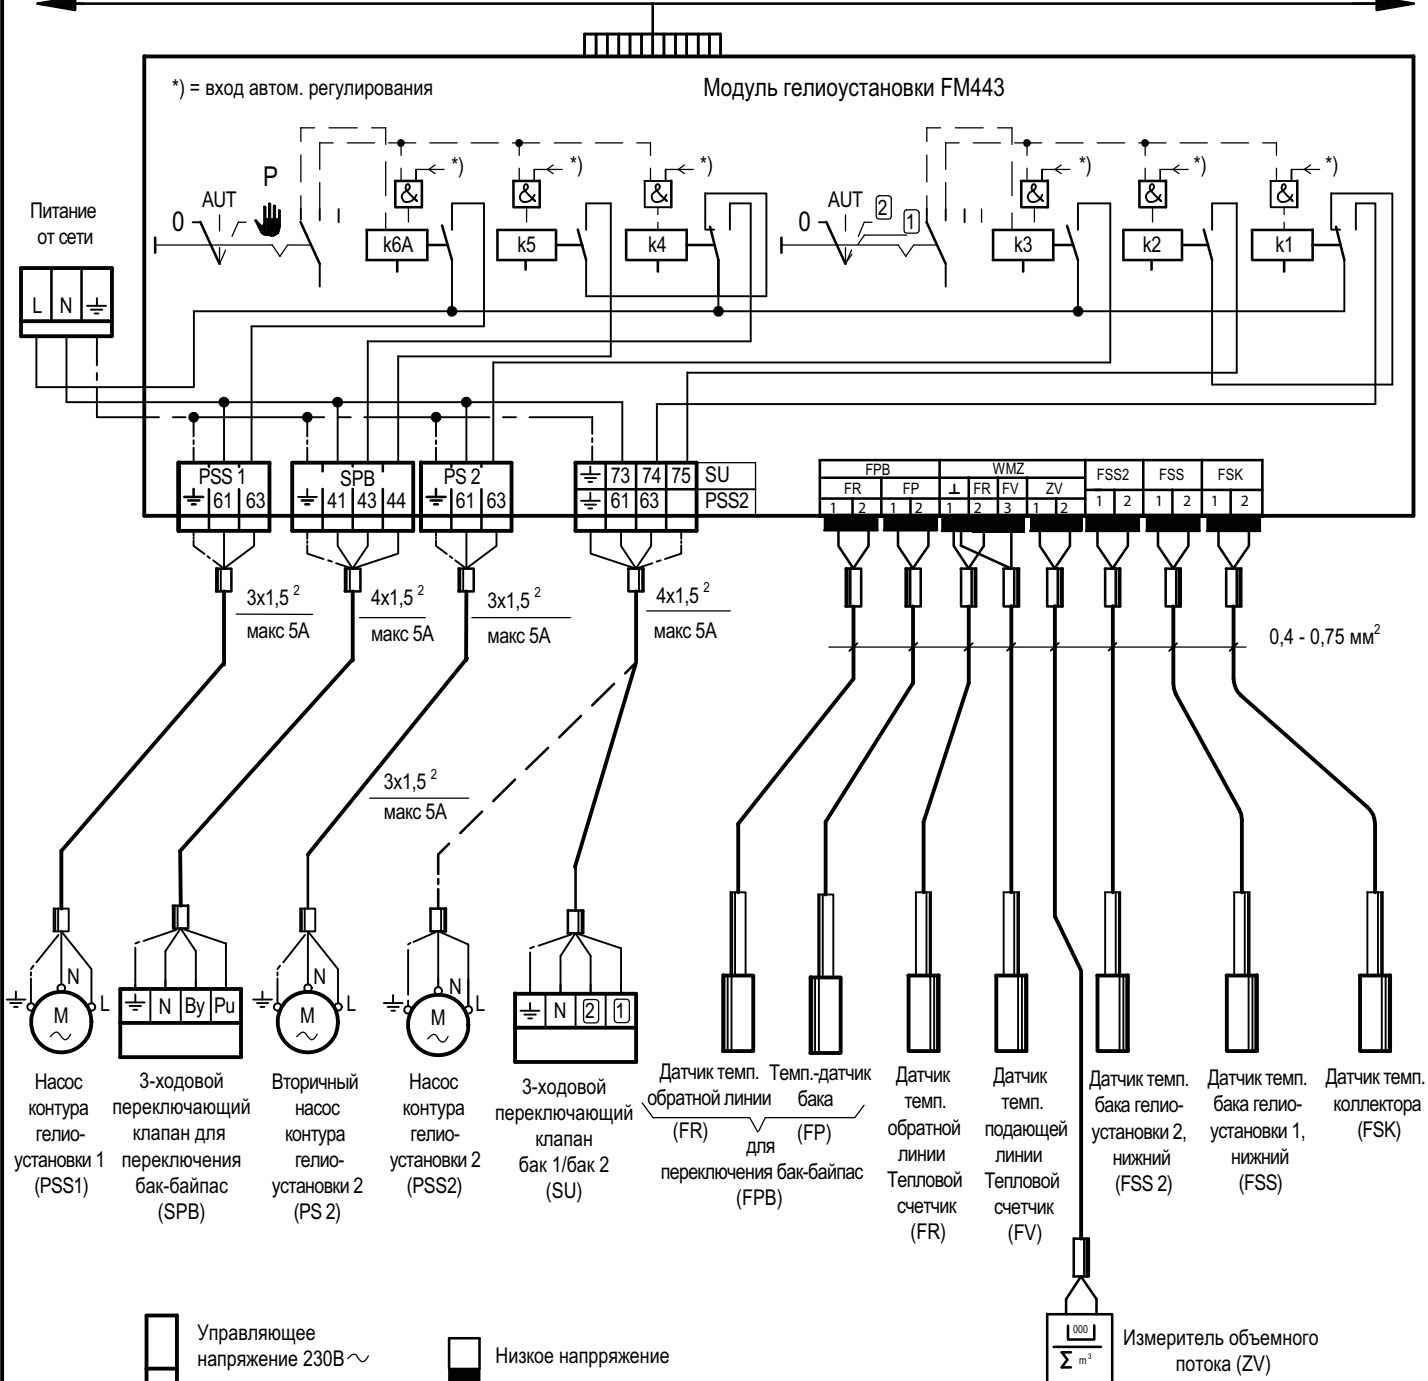 *) = вход автом. регулирования
Модуль гелиоустановки FM443
Питание
от сети
0
AUT
P
& *)
& *)
& *)
0
AUT
2
1
& *)
& *)
& *)
k6A
k5
k4
k3
k2
k1
L N
PSS 1
61 63
SPB
41 43 44
PS 2
61 63
73 74 75 SU
61 63 PSS2
FPB WMZ FSS2 FSS FSK
FR FP ⊥ FR FV ZV
1 2 1 2 1 2 3 1 2 1 2 1 2 1 2
3x1,5 2
макс 5A
4x1,5 2
макс 5A
3x1,5 2
макс 5A
4x1,5 2
макс 5A
0,4 - 0,75 мм2
3x1,5 2
макс 5A
N
L
M
N By Pu
N
L
M
N
L
M
N 2 1
Насос
контура
гелио-
установки 1
(PSS1)
3-ходовой
переключающий
клапан для
переключения
бак-байпас
(SPB)
Вторичный
насос
контура
гелио-
установки 2
(PS 2)
Насос
контура
гелио-
установки 2
(PSS2)
3-ходовой
переключающий
клапан
бак 1/бак 2
(SU)
Датчик темп.
обратной линии
(FR)
Темп.-датчик
бака
(FP)
для
переключения бак-байпас
(FPB)
Датчик
темп.
обратной
линии
Тепловой
счетчик
(FR)
Датчик
темп.
подающей
линии
Тепловой
счетчик
(FV)
Датчик темп.
бака гелио-
установки 2,
нижний
(FSS 2)
Датчик темп.
бака гелио-
установки 1,
нижний
(FSS)
Датчик темп.
коллектора
(FSK)
Управляющее
напряжение 230В
Низкое напрряжение
000
Σ m3
Измеритель объемного
потока (ZV)